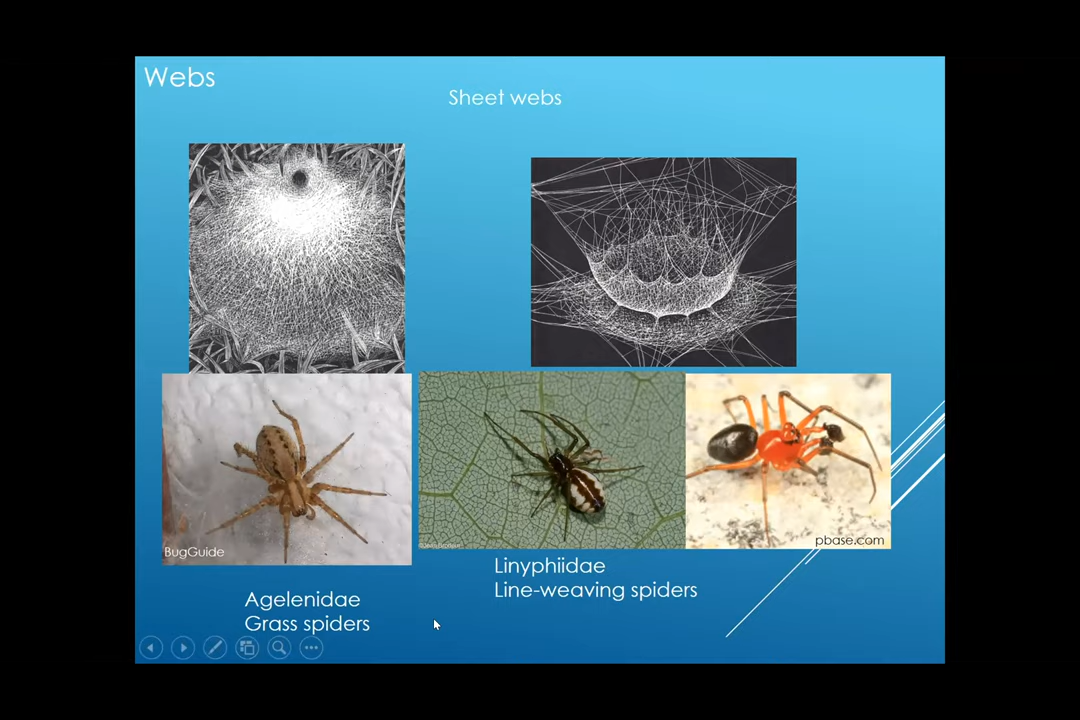 Webs
Sheet webs
BugGuide
pbase.com
Linyphiidae
Line-weaving spiders
Agelenidae
Grass spiders